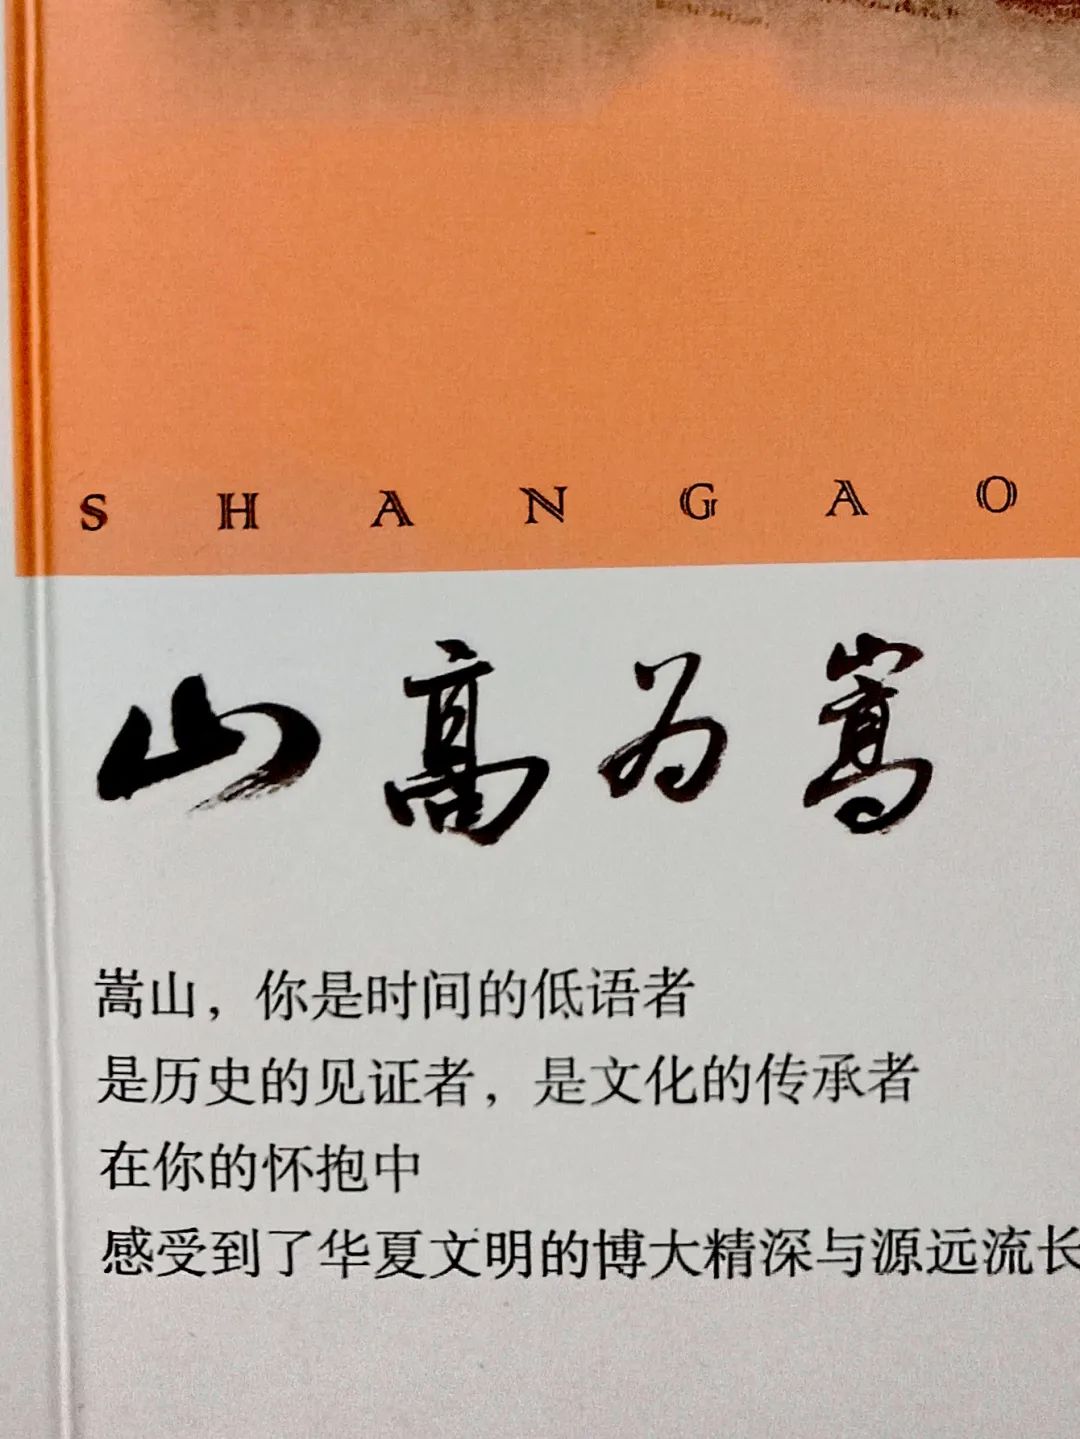 SHANGAO
山高为嵩
嵩山，你是时间的低语者
是历史的见证者，是文化的传承者
在你的怀抱中
感受到了华夏文明的博大精深与源远流长